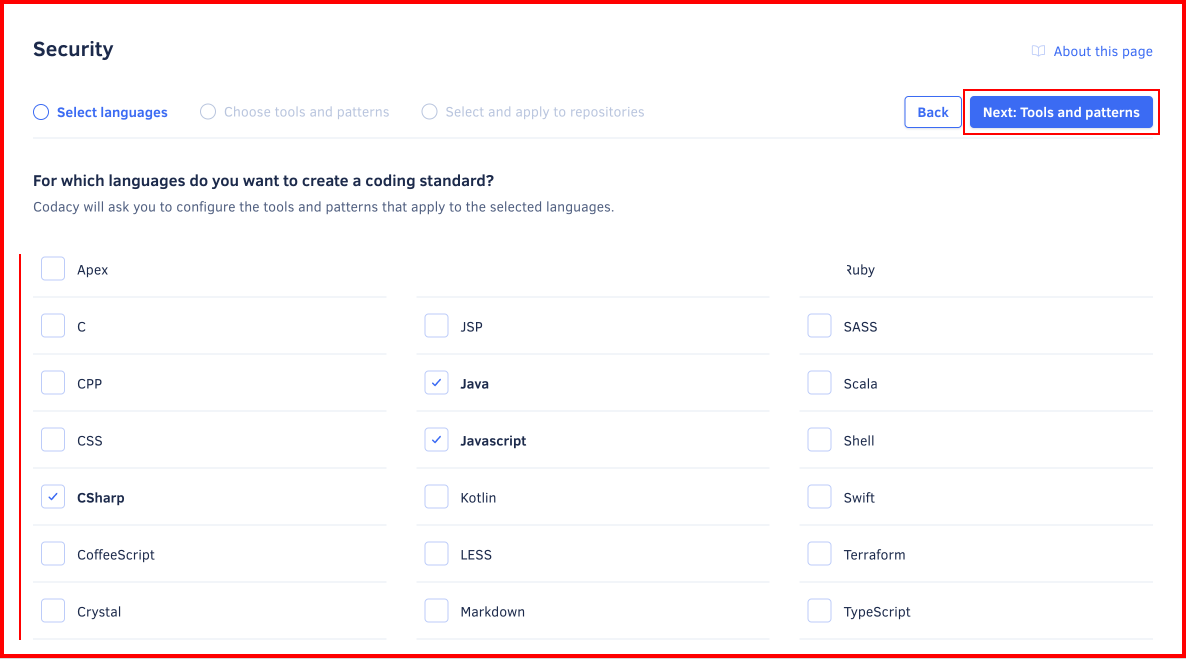 Security
About this page
Select languages
Choose tools and patterns
Select and apply to repositories
Back
Next: Tools and patterns
For which languages do you want to create a coding standard?
Codacy will ask you to configure the tools and patterns that apply to the selected languages.
Apex
Ruby
C
JSP
SASS
CPP
Java
Scala
CSS
Javascript
Shell
CSharp
Kotlin
Swift
CoffeeScript
LESS
Terraform
Crystal
Markdown
TypeScript